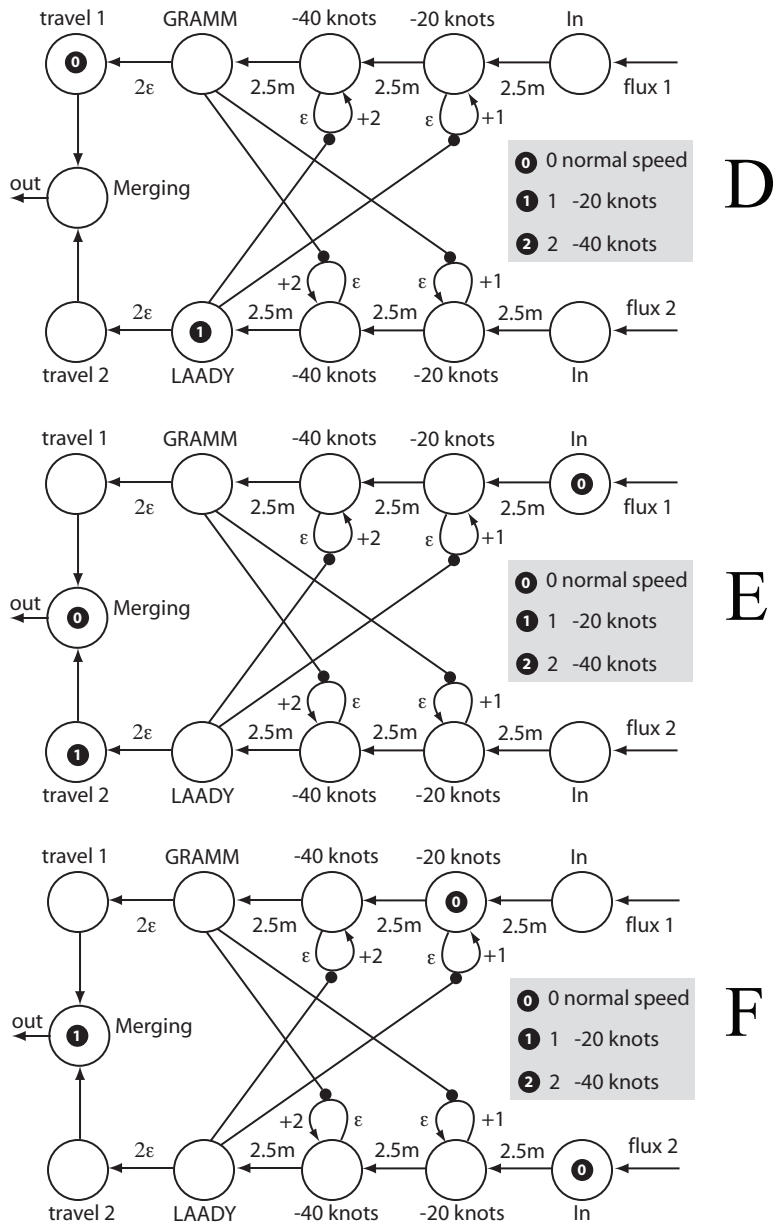 travel 1 GRAMM -40 knots -20 knots In
0
2ε 2.5m 2.5m 2.5m flux 1
ε +2 ε +1
0 0 normal speed
out Merging
1 1 -20 knots
D
2 2 -40 knots
+2 ε ε +1
2ε 2.5m 2.5m 2.5m flux 2
1
travel 2 LAADY -40 knots -20 knots In
travel 1 GRAMM -40 knots -20 knots In
0
2ε 2.5m 2.5m 2.5m flux 1
ε +2 ε +1
0 0 normal speed
out 0 Merging
1 1 -20 knots
E
2 2 -40 knots
+2 ε ε +1
2ε 2.5m 2.5m 2.5m flux 2
1
travel 2 LAADY -40 knots -20 knots In
travel 1 GRAMM -40 knots -20 knots In
0
2ε 2.5m 2.5m 2.5m flux 1
ε +2 ε +1
0 0 normal speed
out 1 Merging
1 1 -20 knots
F
2 2 -40 knots
+2 ε ε +1
2ε 2.5m 2.5m 2.5m flux 2
0
travel 2 LAADY -40 knots -20 knots In